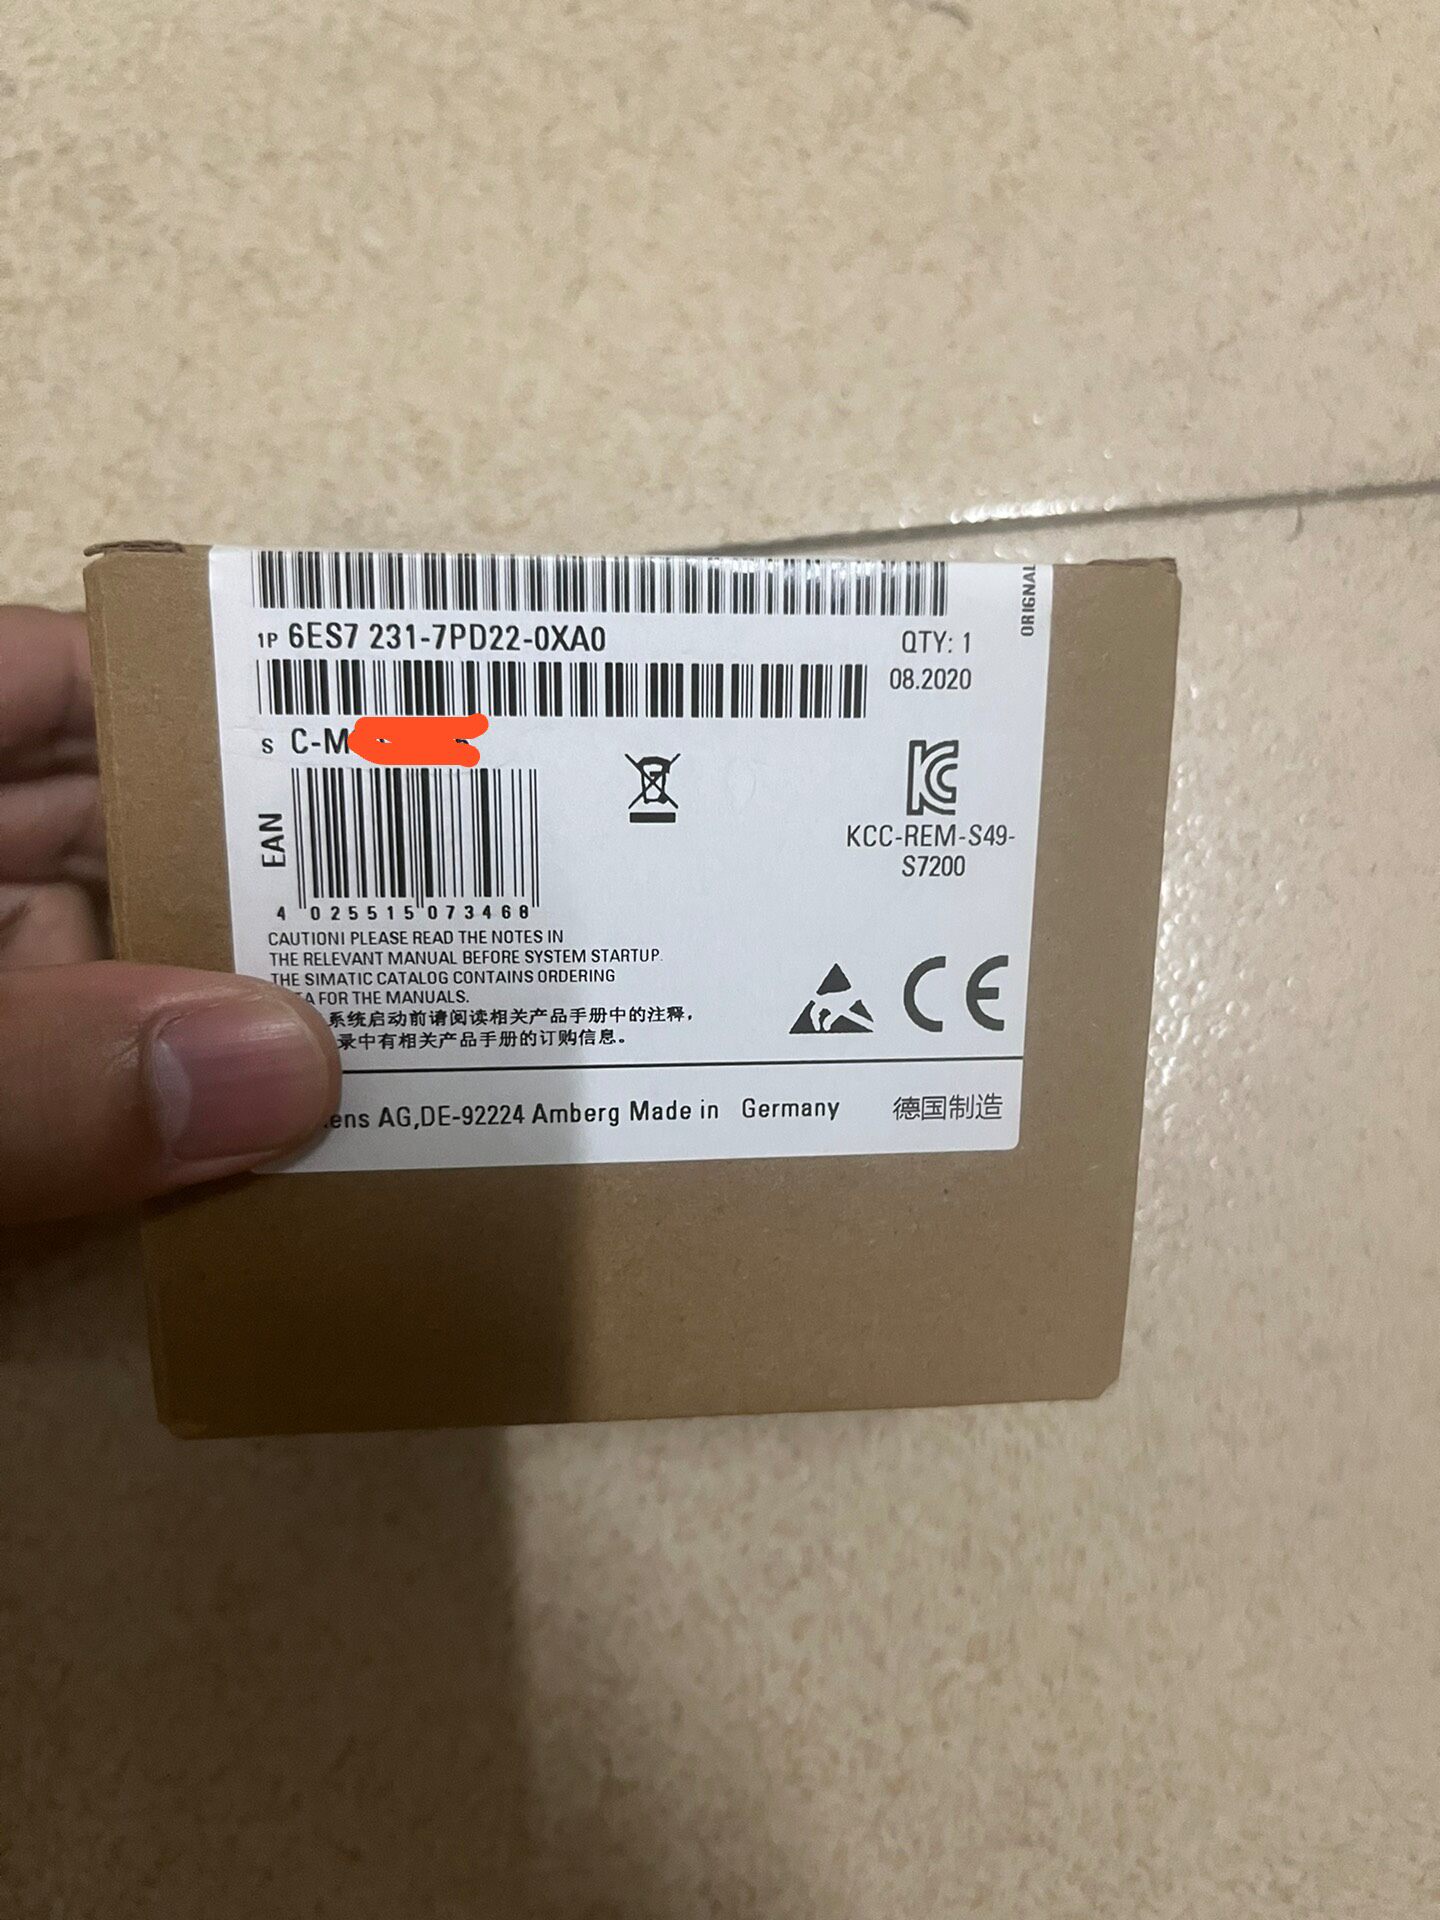 1P 6ES7 231-7PD22-0XA0
QTY: 1
ORIGNAL
08.2020
S C-M
EAN
4 025515 073468
KCC-REM-S49-
S7200
CAUTION! PLEASE READ THE NOTES IN
THE RELEVANT MANUAL BEFORE SYSTEM STARTUP.
THE SIMATIC CATALOG CONTAINS ORDERING
TA FOR THE MANUALS.
系统启动前请阅读相关产品手册中的注释，
录中有相关产品手册的订购信息。
CE
ens AG,DE-92224 Amberg Made in Germany 德国制造